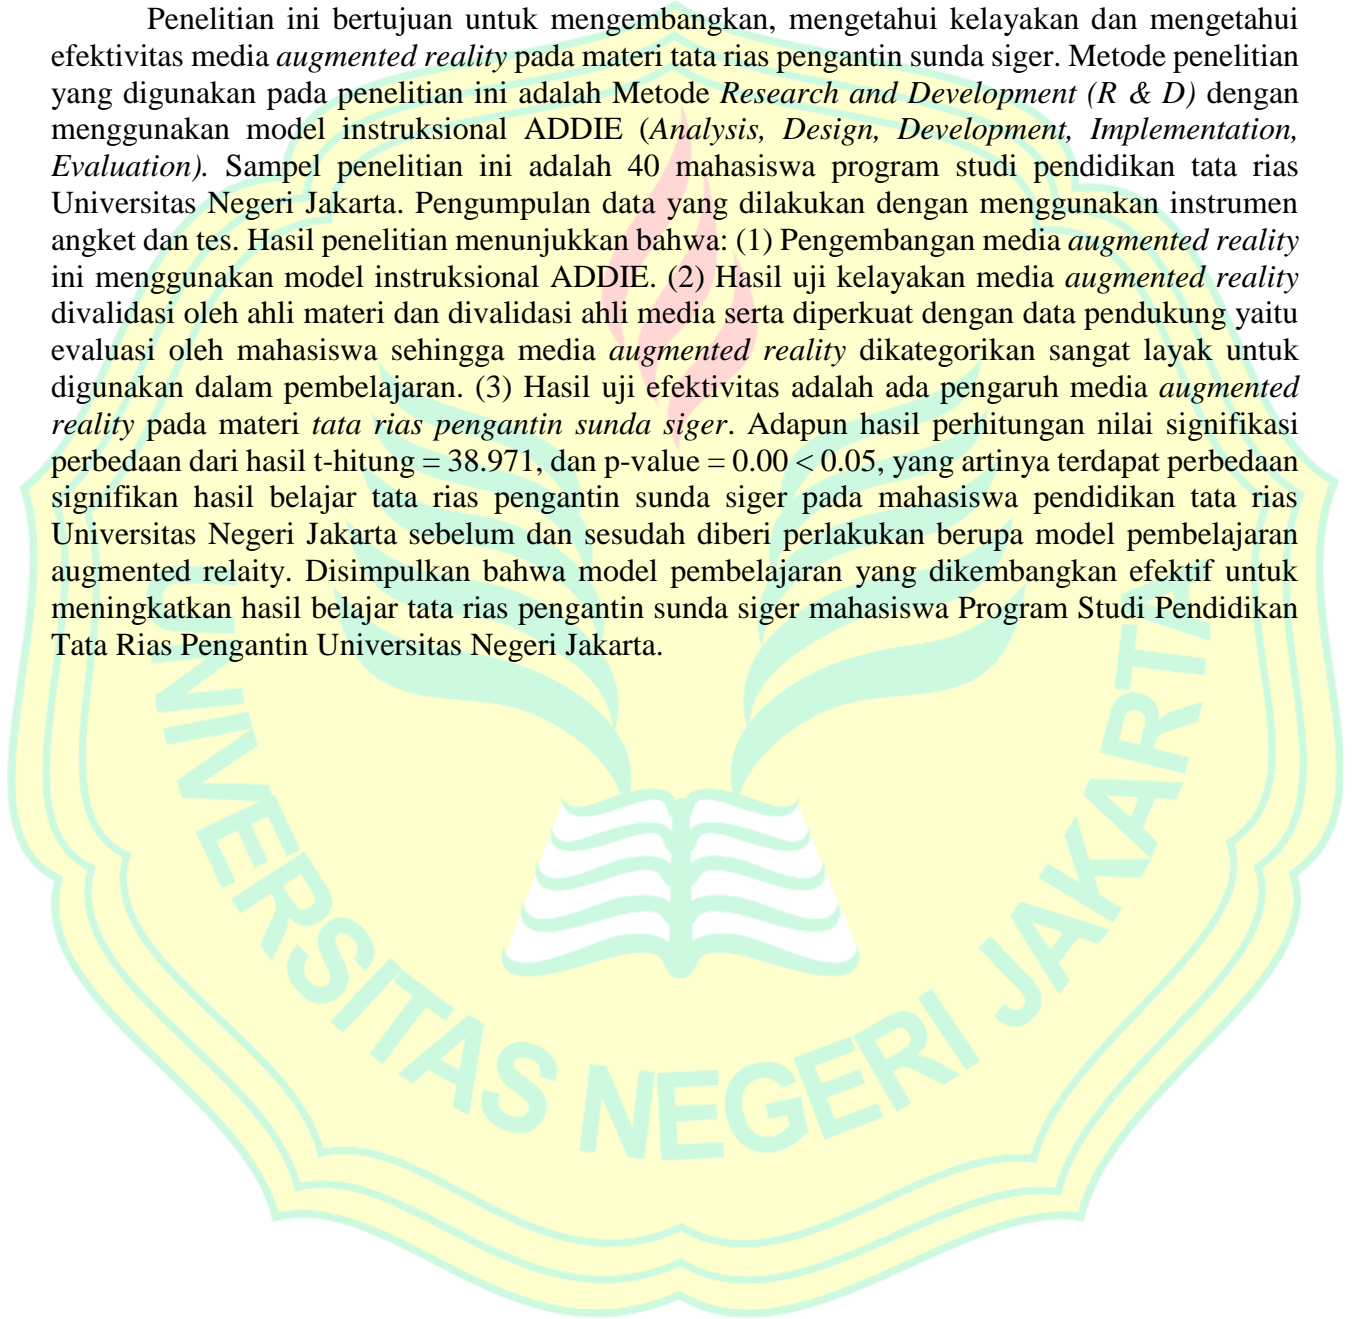 Penelitian ini bertujuan untuk mengembangkan, mengetahui kelayakan dan mengetahui
efektivitas media augmented reality pada materi tata rias pengantin sunda siger. Metode penelitian
yang digunakan pada penelitian ini adalah Metode Research and Development (R & D) dengan
menggunakan model instruksional ADDIE (Analysis, Design, Development, Implementation,
Evaluation). Sampel penelitian ini adalah 40 mahasiswa program studi pendidikan tata rias
Universitas Negeri Jakarta. Pengumpulan data yang dilakukan dengan menggunakan instrumen
angket dan tes. Hasil penelitian menunjukkan bahwa: (1) Pengembangan media augmented reality
ini menggunakan model instruksional ADDIE. (2) Hasil uji kelayakan media augmented reality
divalidasi oleh ahli materi dan divalidasi ahli media serta diperkuat dengan data pendukung yaitu
evaluasi oleh mahasiswa sehingga media augmented reality dikategorikan sangat layak untuk
digunakan dalam pembelajaran. (3) Hasil uji efektivitas adalah ada pengaruh media augmented
reality pada materi tata rias pengantin sunda siger. Adapun hasil perhitungan nilai signifikasi
perbedaan dari hasil t-hitung = 38.971, dan p-value = 0.00 < 0.05, yang artinya terdapat perbedaan
signifikan hasil belajar tata rias pengantin sunda siger pada mahasiswa pendidikan tata rias
Universitas Negeri Jakarta sebelum dan sesudah diberi perlakukan berupa model pembelajaran
augmented relaity. Disimpulkan bahwa model pembelajaran yang dikembangkan efektif untuk
meningkatkan hasil belajar tata rias pengantin sunda siger mahasiswa Program Studi Pendidikan
Tata Rias Pengantin Universitas Negeri Jakarta.
UNIVERSITAS NEGERI JAKARTA